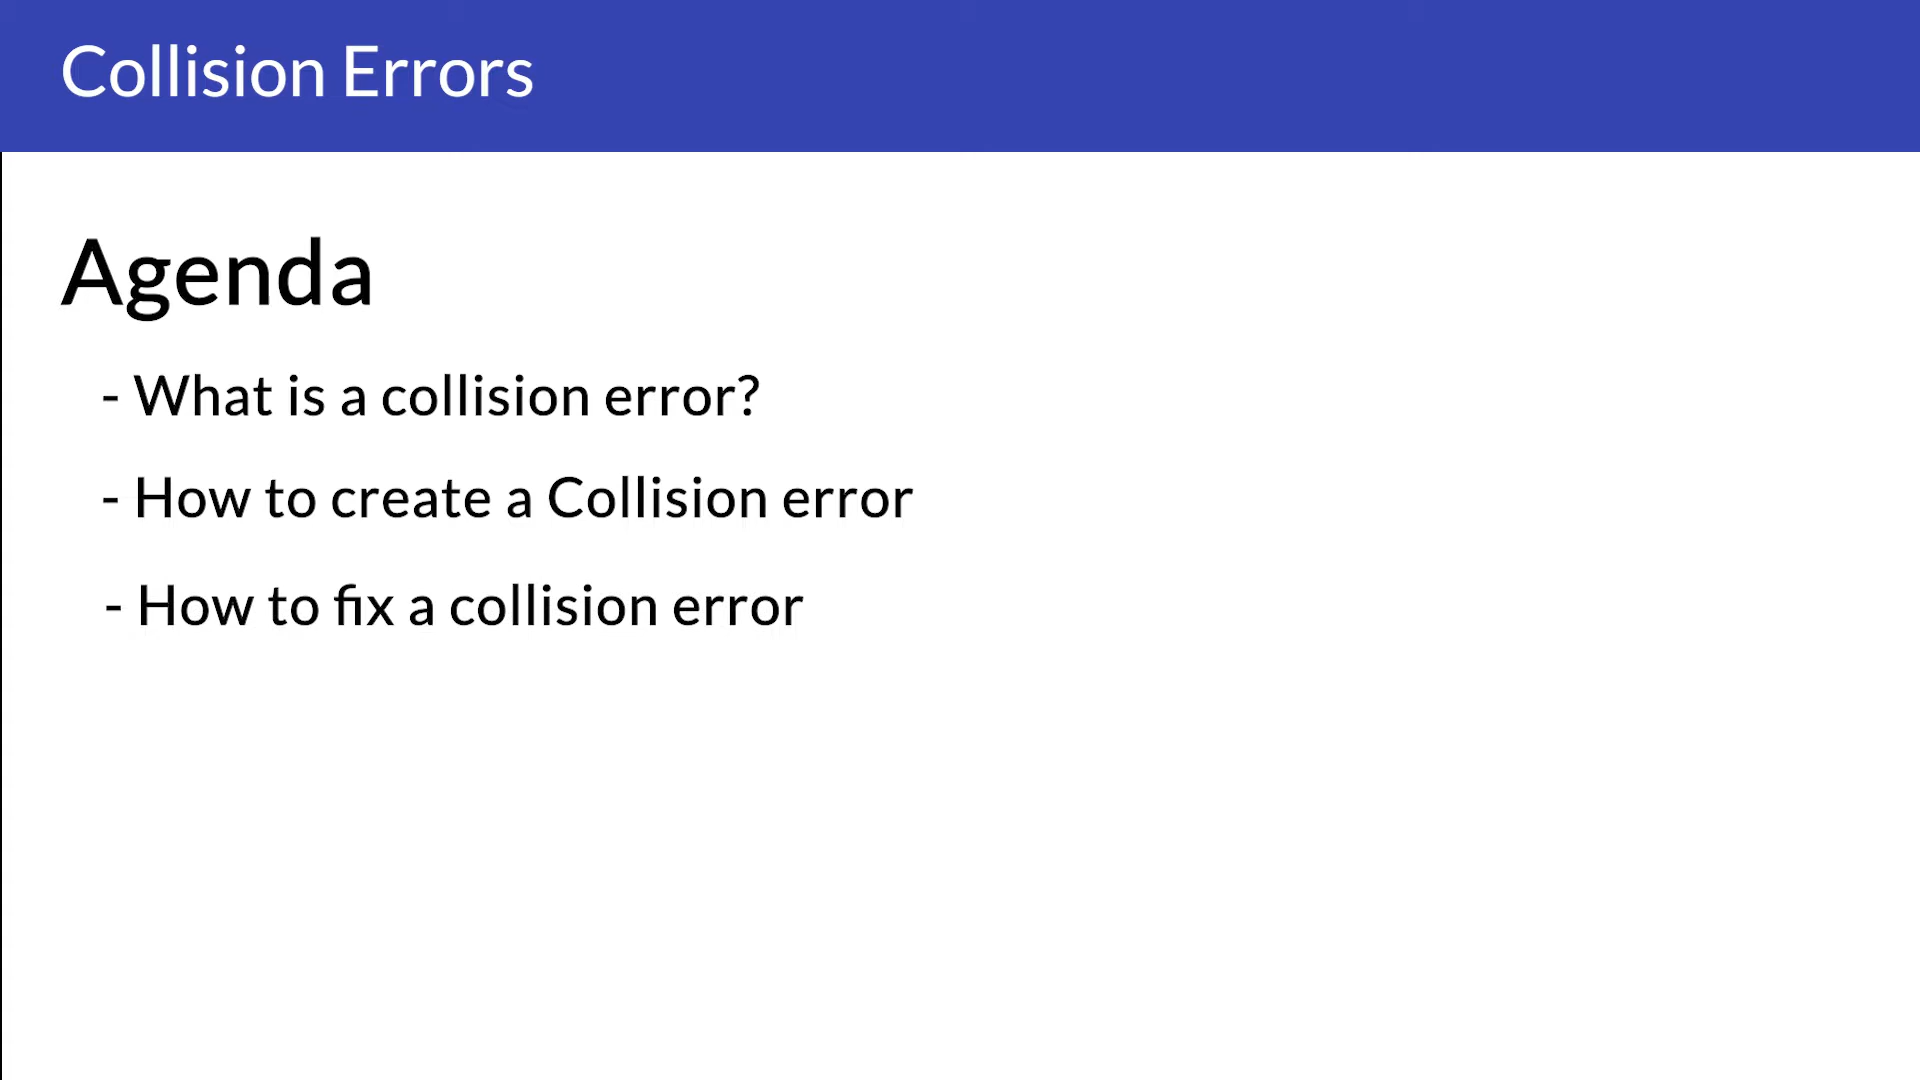 Collision Errors
Agenda
- What is a collision error?
- How to create a Collision error
- How to fix a collision error